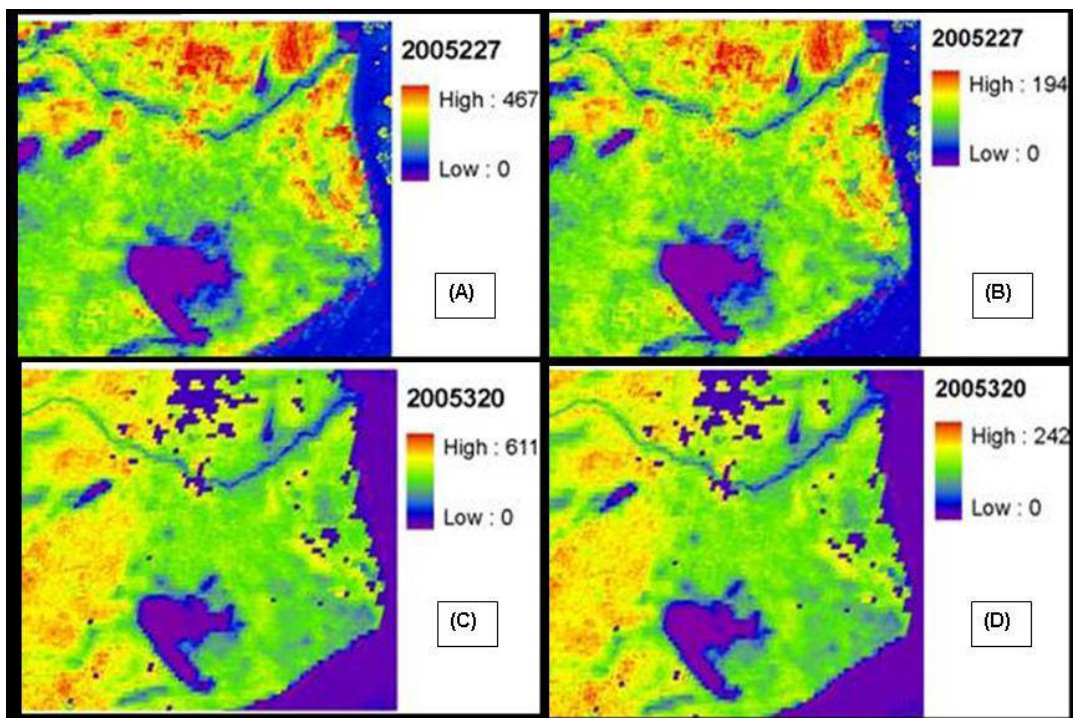 2005227
High : 467
Low : 0
(A)
2005227
High : 194
Low : 0
(B)
2005320
High : 611
Low : 0
(C)
2005320
High : 242
Low : 0
(D)